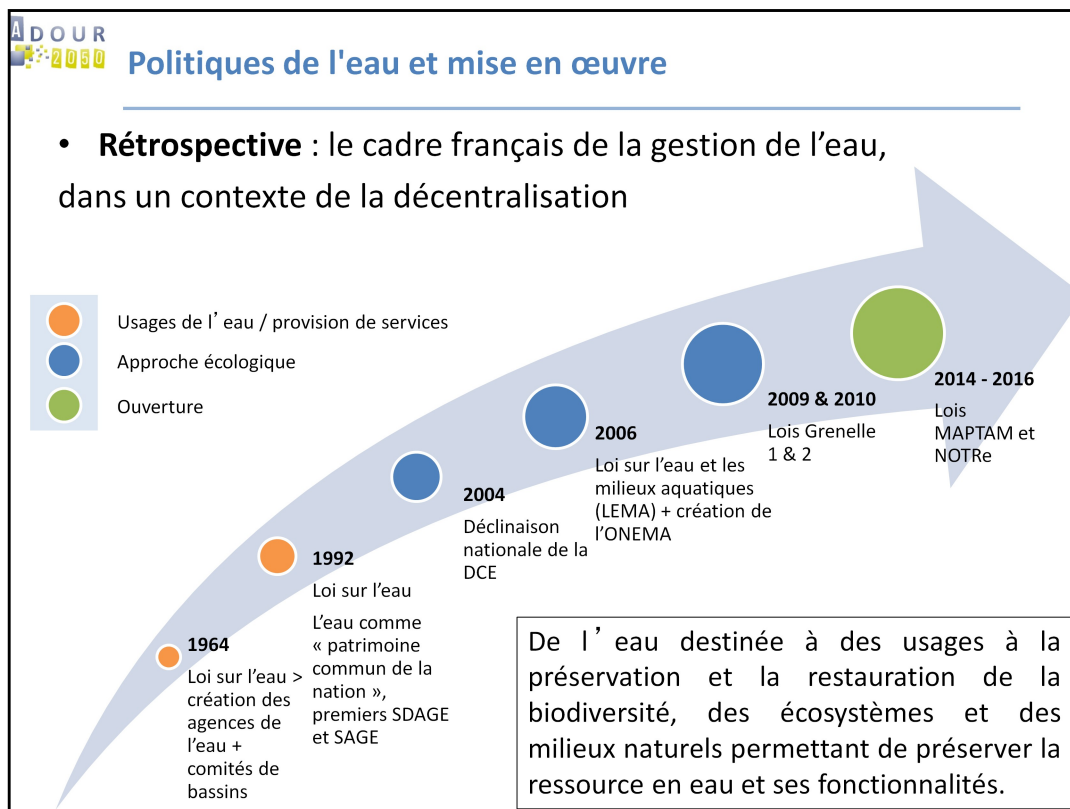 ADOUR
2050
Politiques de l'eau et mise en œuvre
• Rétrospective : le cadre français de la gestion de l’eau,
dans un contexte de la décentralisation
Usages de l’eau / provision de services
Approche écologique
Ouverture
1964
Loi sur l’eau >
création des
agences de
l’eau +
comités de
bassins
1992
Loi sur l’eau
L’eau comme
« patrimoine
commun de la
nation »,
premiers SDAGE
et SAGE
2004
Déclinaison
nationale de la
DCE
2006
Loi sur l’eau et les
milieux aquatiques
(LEMA) + création de
l’ONEMA
2009 & 2010
Lois Grenelle
1 & 2
2014 - 2016
Lois
MAPTAM et
NOTRe
De l’eau destinée à des usages à la
préservation et la restauration de la
biodiversité, des écosystèmes et des
milieux naturels permettant de préserver la
ressource en eau et ses fonctionnalités.